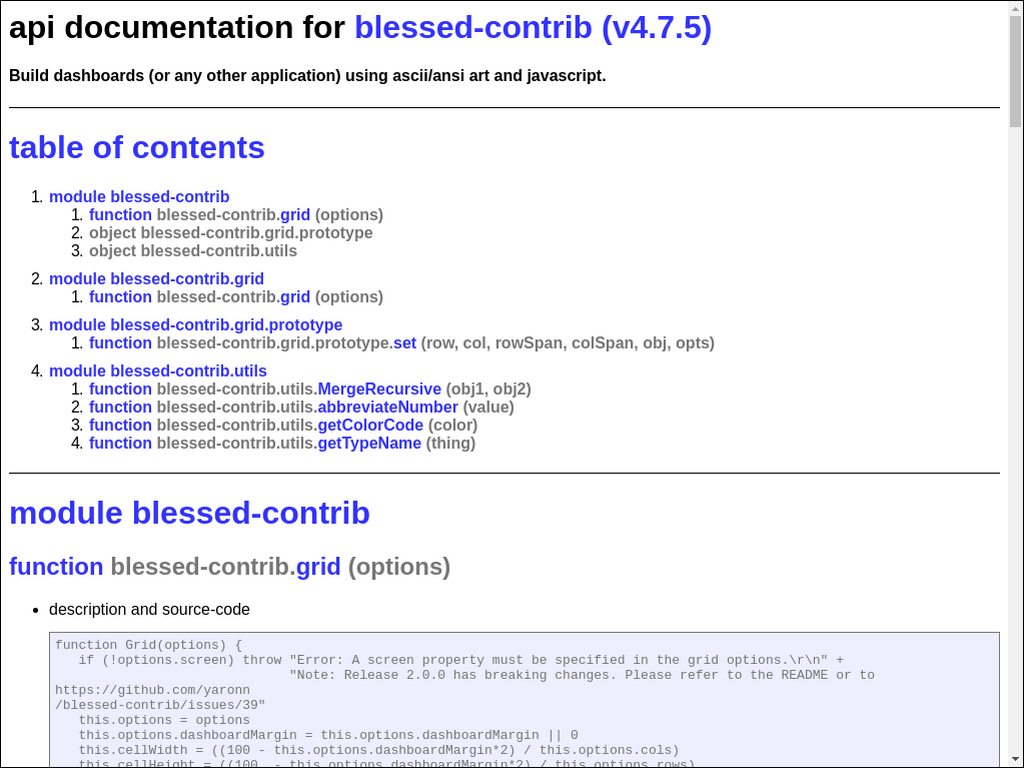 api documentation for blessed-contrib (v4.7.5)
Build dashboards (or any other application) using ascii/ansi art and javascript.
table of contents
1. module blessed-contrib
1. function blessed-contrib.grid (options)
2. object blessed-contrib.grid.prototype
3. object blessed-contrib.utils
2. module blessed-contrib.grid
1. function blessed-contrib.grid (options)
3. module blessed-contrib.grid.prototype
1. function blessed-contrib.grid.prototype.set (row, col, rowSpan, colSpan, obj, opts)
4. module blessed-contrib.utils
1. function blessed-contrib.utils.MergeRecursive (obj1, obj2)
2. function blessed-contrib.utils.abbreviateNumber (value)
3. function blessed-contrib.utils.getColorCode (color)
4. function blessed-contrib.utils.getTypeName (thing)
module blessed-contrib
function blessed-contrib.grid (options)
• description and source-code
function Grid(options) {
if (!options.screen) throw "Error: A screen property must be specified in the grid options.\r\n" +
"Note: Release 2.0.0 has breaking changes. Please refer to the README or to
https://github.com/yaronn
/blessed-contrib/issues/39"
this.options = options
this.options.dashboardMargin = this.options.dashboardMargin || 0
this.cellWidth = ((100 - this.options.dashboardMargin*2) / this.options.cols)
this.cellHeight = ((100  - this.options.dashboardMargin*2) / this.options.rows)